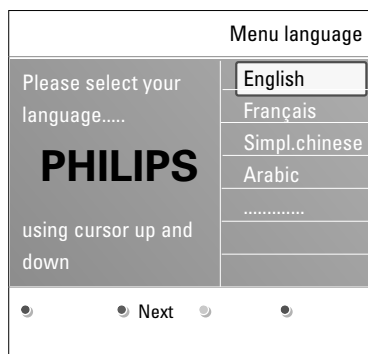 Menu language
Please select your
language.....
PHILIPS
using cursor up and
down
English
Français
Simpl.chinese
Arabic
.............
Next